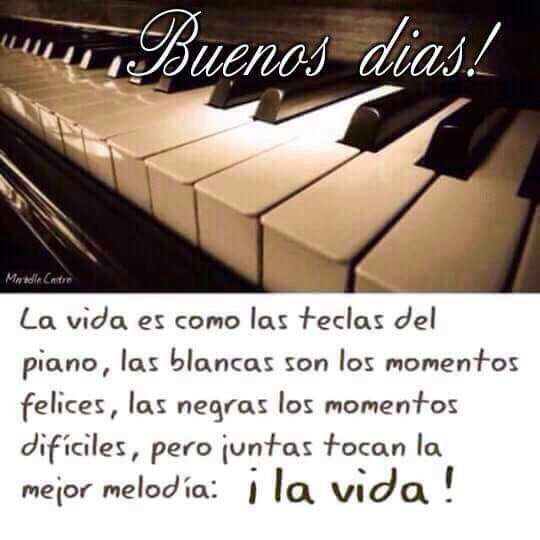 Buenos dias!
Maribelle Castro
La vida es como las teclas del
piano, las blancas son los momentos
felices, las negras los momentos
difíciles, pero juntas tocan la
mejor melodía: ¡la vida!